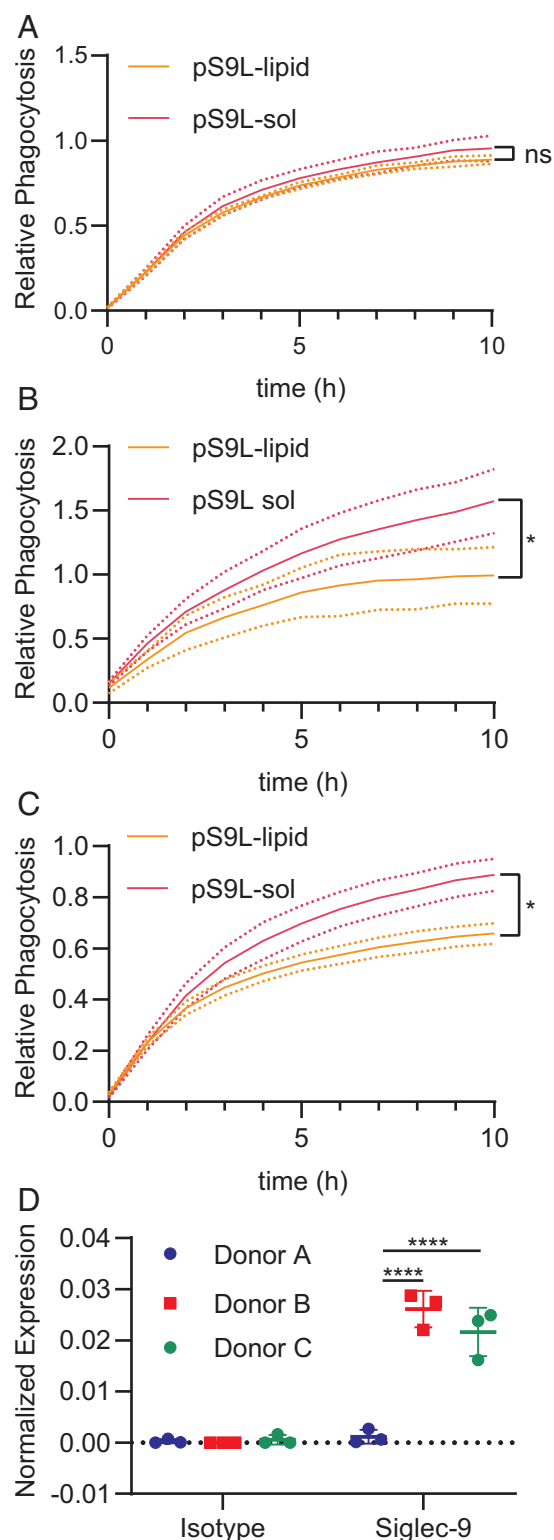 A
Relative Phagocytosis
1.5
1.0
0.5
0.0
pS9L-lipid
pS9L-sol
ns
0
5
10
time (h)
B
Relative Phagocytosis
2.0
1.5
1.0
0.5
0.0
pS9L-lipid
pS9L sol
*
0
5
10
time (h)
C
Relative Phagocytosis
1.0
0.8
0.6
0.4
0.2
0.0
pS9L-lipid
pS9L-sol
*
0
5
10
time (h)
D
Normalized Expression
0.04
0.03
0.02
0.01
0.00
-0.01
Donor A
Donor B
Donor C
****
****
Isotype
Siglec-9